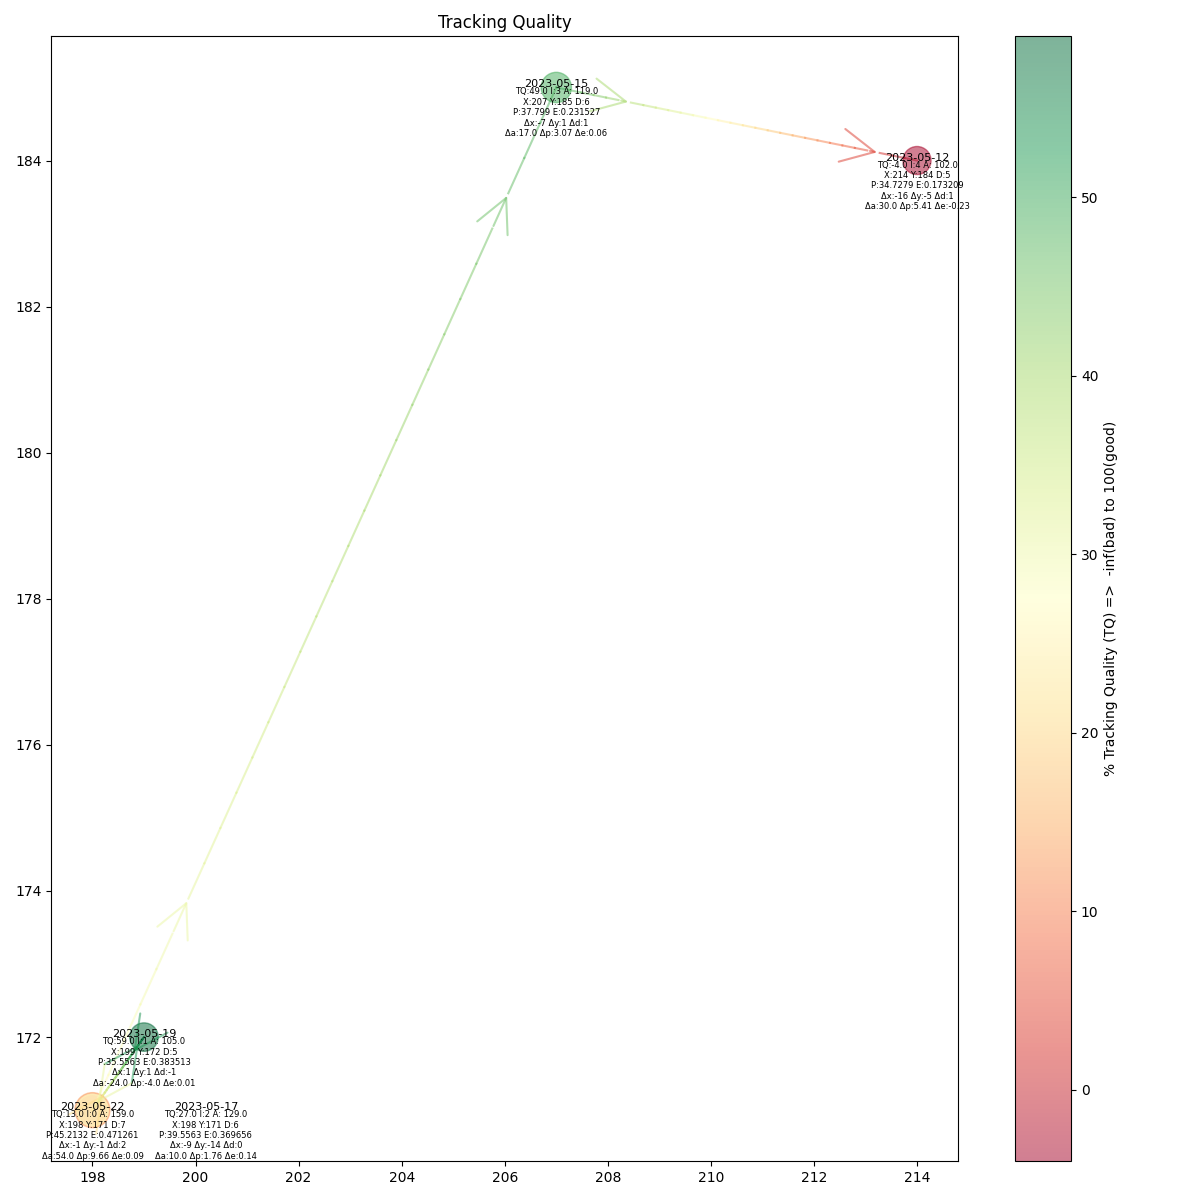 Tracking Quality
2023-05-15
TQ:49.0 I:3 A: 119.0
X:207 Y:185 D:6
P:37.799 E:0.231527
Δx:-7 Δy:1 Δd:1
Δa:17.0 Δp:3.07 Δe:0.06
2023-05-12
TQ:-4.0 I:4 A: 102.0
X:214 Y:184 D:5
P:34.7279 E:0.173209
Δx:-16 Δy:-5 Δd:1
Δa:30.0 Δp:5.41 Δe:-0.23
2023-05-19
TQ:59.0 I:1 A: 105.0
X:199 Y:172 D:5
P:35.5563 E:0.383513
Δx:1 Δy:1 Δd:-1
Δa:-24.0 Δp:-4.0 Δe:0.01
2023-05-22
TQ:13.0 I:0 A: 159.0
X:198 Y:171 D:7
P:45.2132 E:0.471261
Δx:-1 Δy:-1 Δd:2
Δa:54.0 Δp:9.66 Δe:0.09
2023-05-17
TQ:27.0 I:2 A: 129.0
X:198 Y:171 D:6
P:39.5563 E:0.369656
Δx:-9 Δy:-14 Δd:0
Δa:10.0 Δp:1.76 Δe:0.14
184
182
180
178
176
174
172
198
200
202
204
206
208
210
212
214
50
40
30
20
10
0
% Tracking Quality (TQ) => -inf(bad) to 100(good)